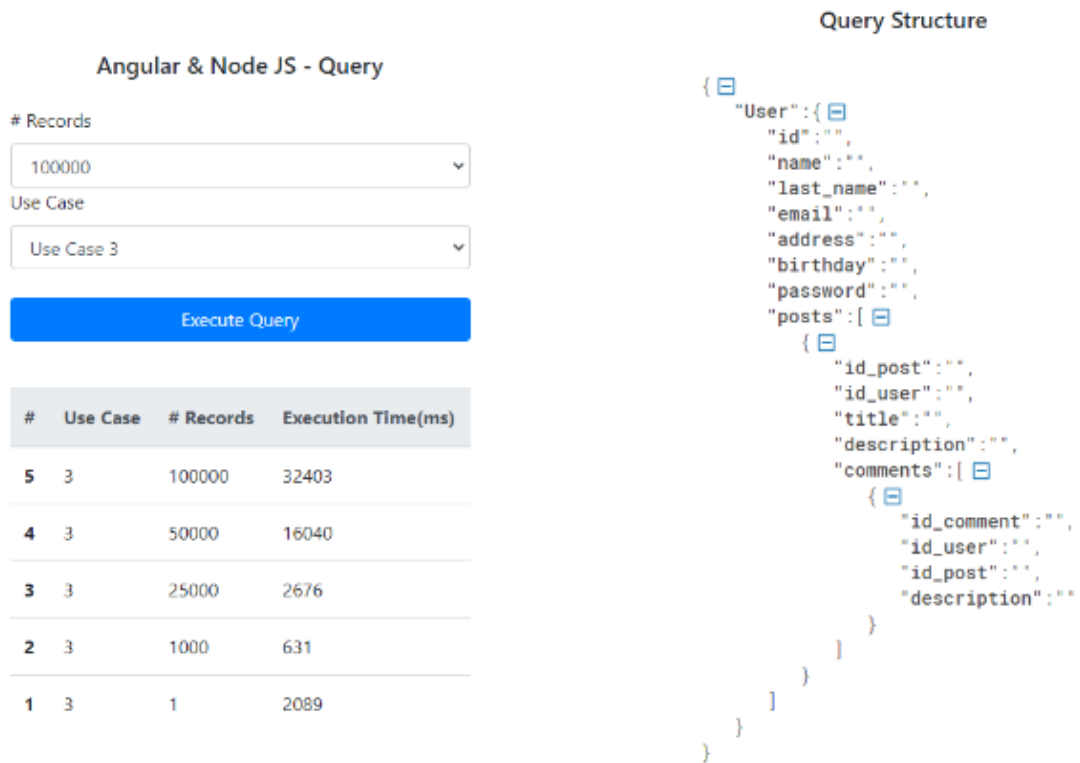 Angular & Node JS - Query
# Records
100000
Use Case
Use Case 3
Execute Query
# Use Case # Records Execution Time(ms)
5 3 100000 32403
4 3 50000 16040
3 3 25000 2676
2 3 1000 631
1 3 1 2089
Query Structure
{
"User":{
"id":"",
"name":"",
"last_name":"",
"email":"",
"address":"",
"birthday":"",
"password":"",
"posts":[
{
"id_post":"",
"id_user":"",
"title":"",
"description":"",
"comments":[
{
"id_comment":"",
"id_user":"",
"id_post":"",
"description":""
}
]
}
]
}
}